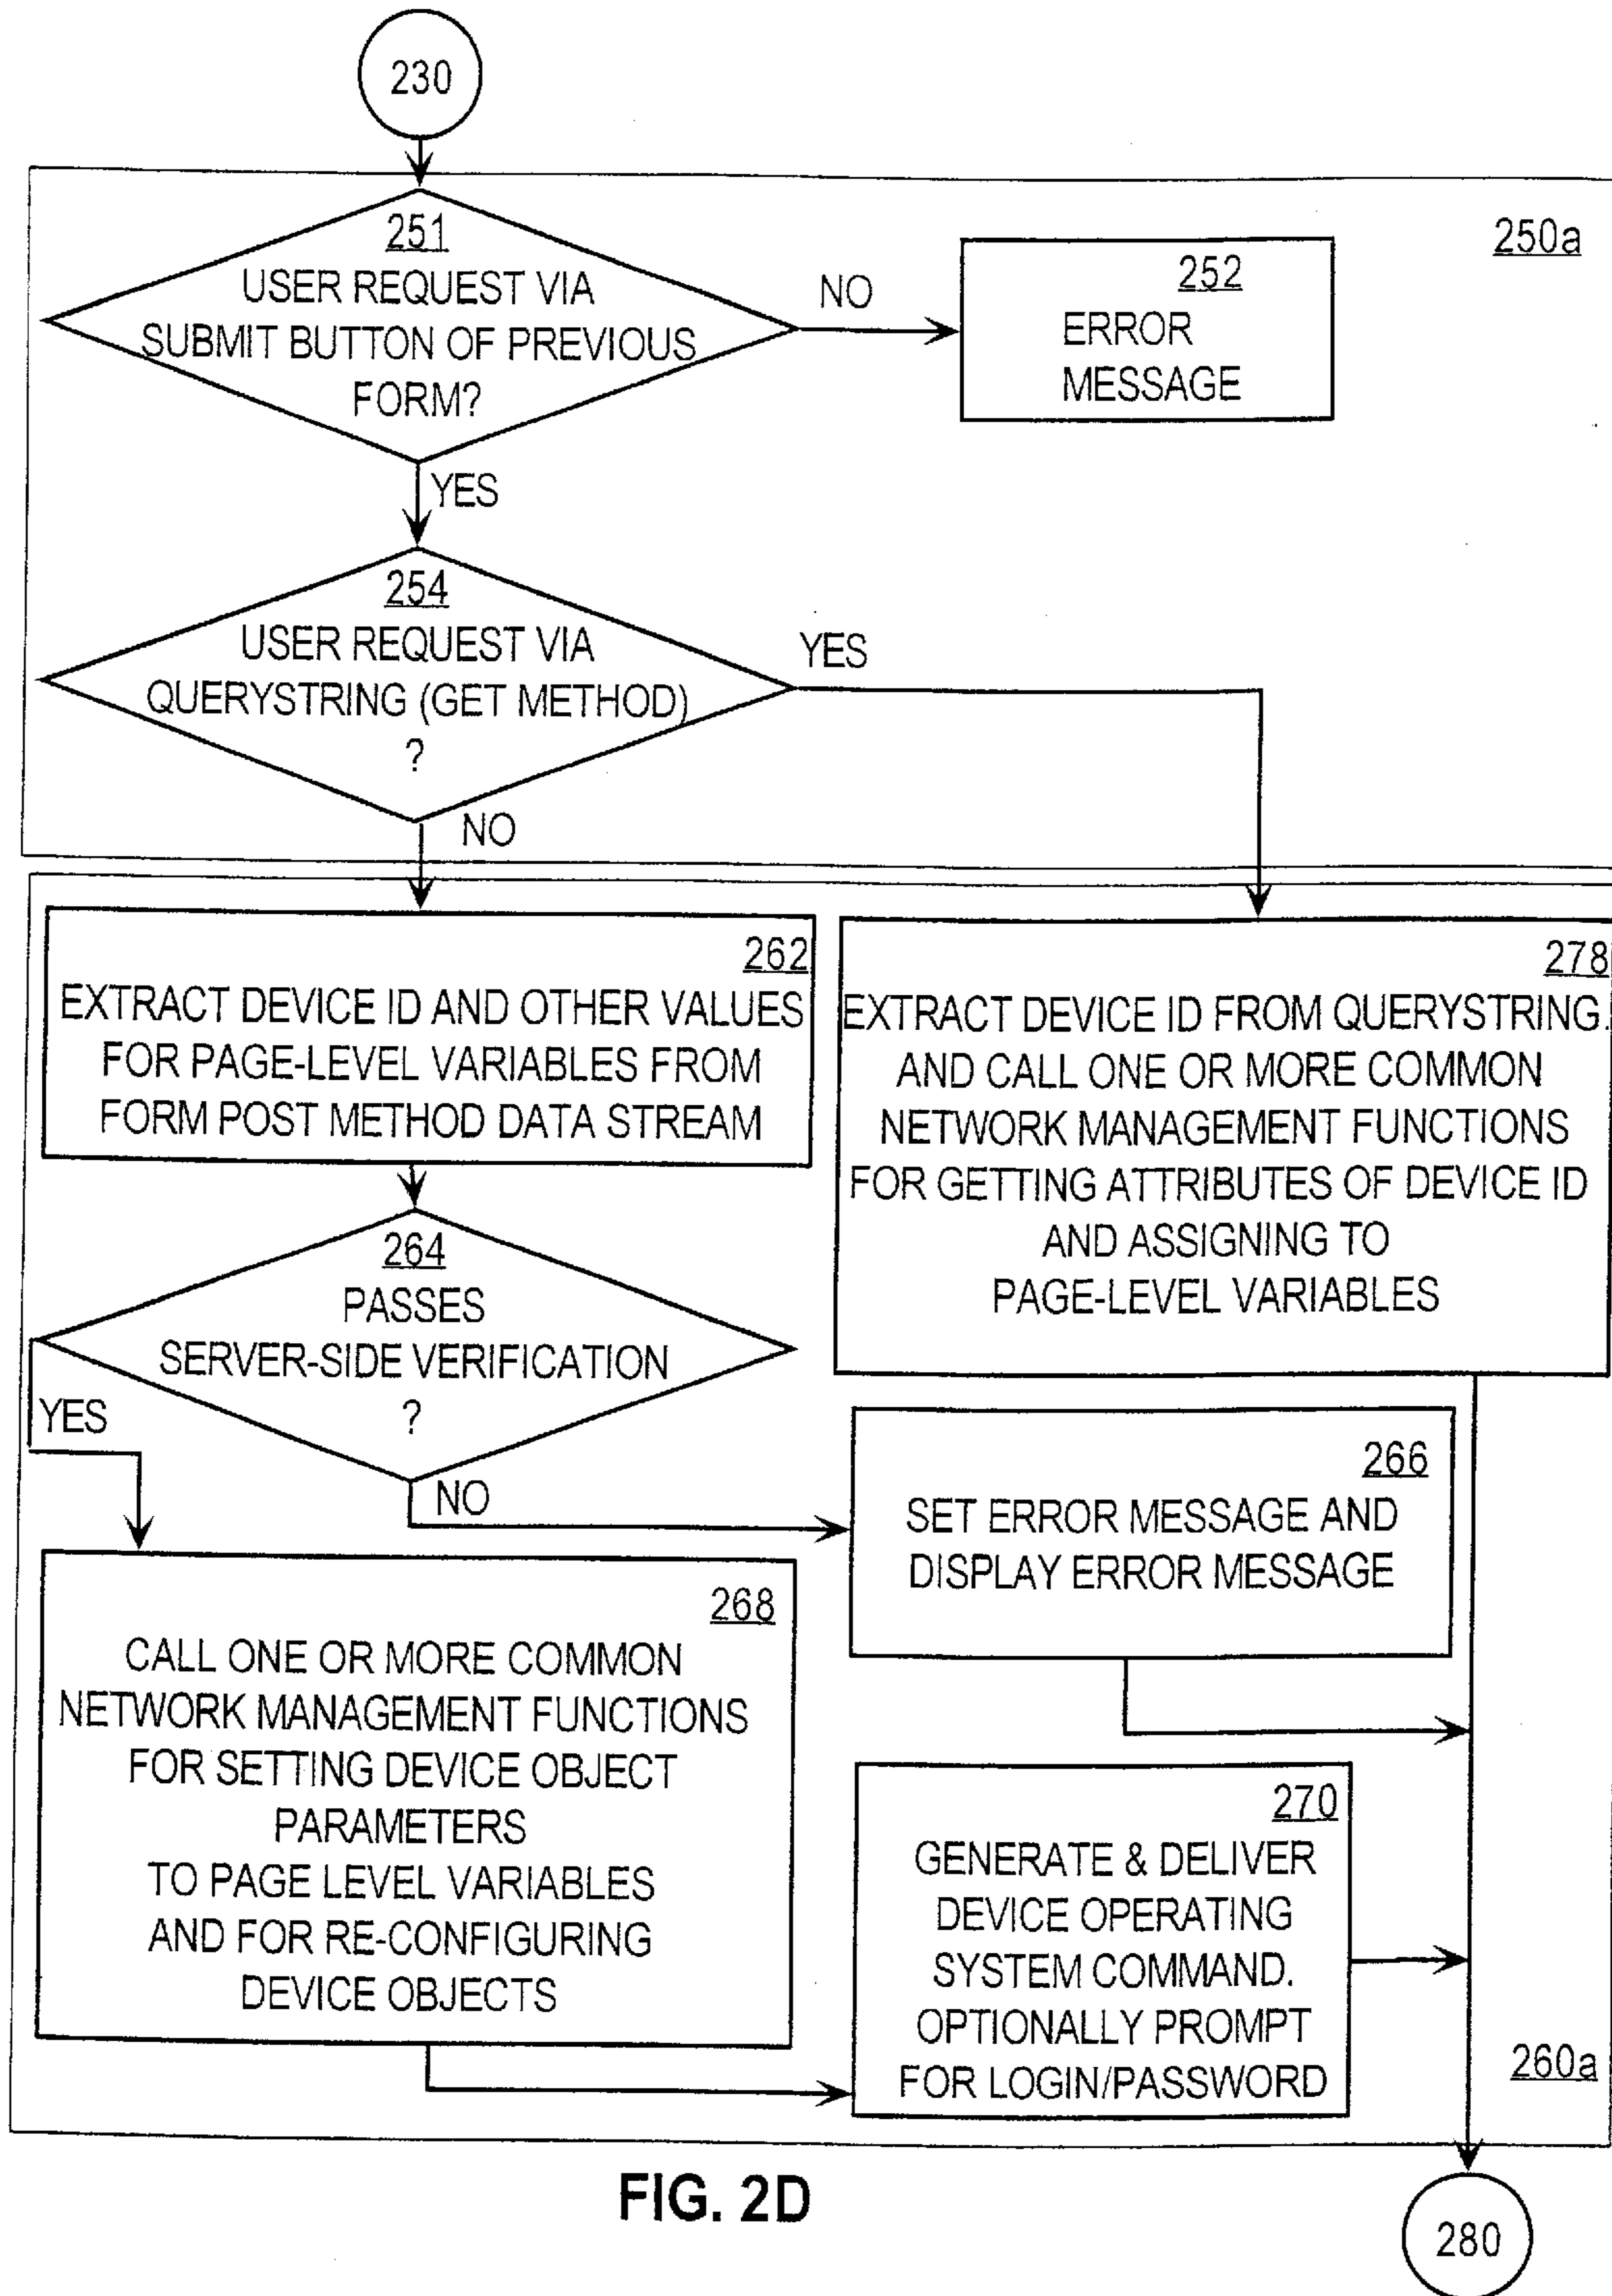 230
250a
251
USER REQUEST VIA
SUBMIT BUTTON OF PREVIOUS
FORM?
NO
252
ERROR
MESSAGE
YES
254
USER REQUEST VIA
QUERYSTRING (GET METHOD)
?
YES
NO
262
EXTRACT DEVICE ID AND OTHER VALUES
FOR PAGE-LEVEL VARIABLES FROM
FORM POST METHOD DATA STREAM
278
EXTRACT DEVICE ID FROM QUERYSTRING.
AND CALL ONE OR MORE COMMON
NETWORK MANAGEMENT FUNCTIONS
FOR GETTING ATTRIBUTES OF DEVICE ID
AND ASSIGNING TO
PAGE-LEVEL VARIABLES
264
PASSES
SERVER-SIDE VERIFICATION
?
YES
NO
266
SET ERROR MESSAGE AND
DISPLAY ERROR MESSAGE
268
CALL ONE OR MORE COMMON
NETWORK MANAGEMENT FUNCTIONS
FOR SETTING DEVICE OBJECT
PARAMETERS
TO PAGE LEVEL VARIABLES
AND FOR RE-CONFIGURING
DEVICE OBJECTS
270
GENERATE & DELIVER
DEVICE OPERATING
SYSTEM COMMAND.
OPTIONALLY PROMPT
FOR LOGIN/PASSWORD
260a
FIG. 2D
280